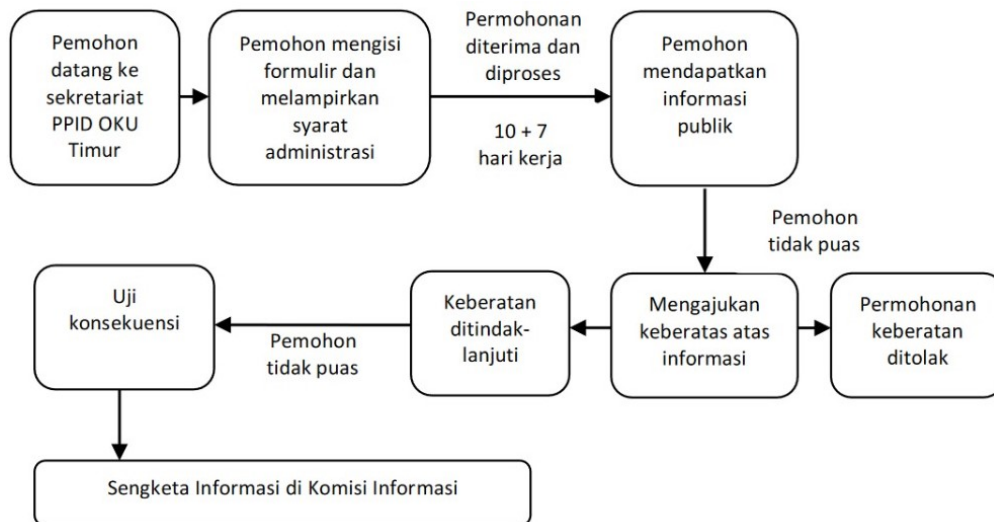 Pemohon
datang ke
sekretariat
PPID OKU
Timur
Pemohon mengisi
formulir dan
melampirkan
syarat
administrasi
Permohonan
diterima dan
diproses
10 + 7
hari kerja
Pemohon
mendapatkan
informasi
publik
Pemohon
tidak puas
Mengajukan
keberatas atas
informasi
Permohonan
keberatan
ditolak
Keberatan
ditindak-
lanjuti
Pemohon
tidak puas
Uji
konsekuensi
Sengketa Informasi di Komisi Informasi